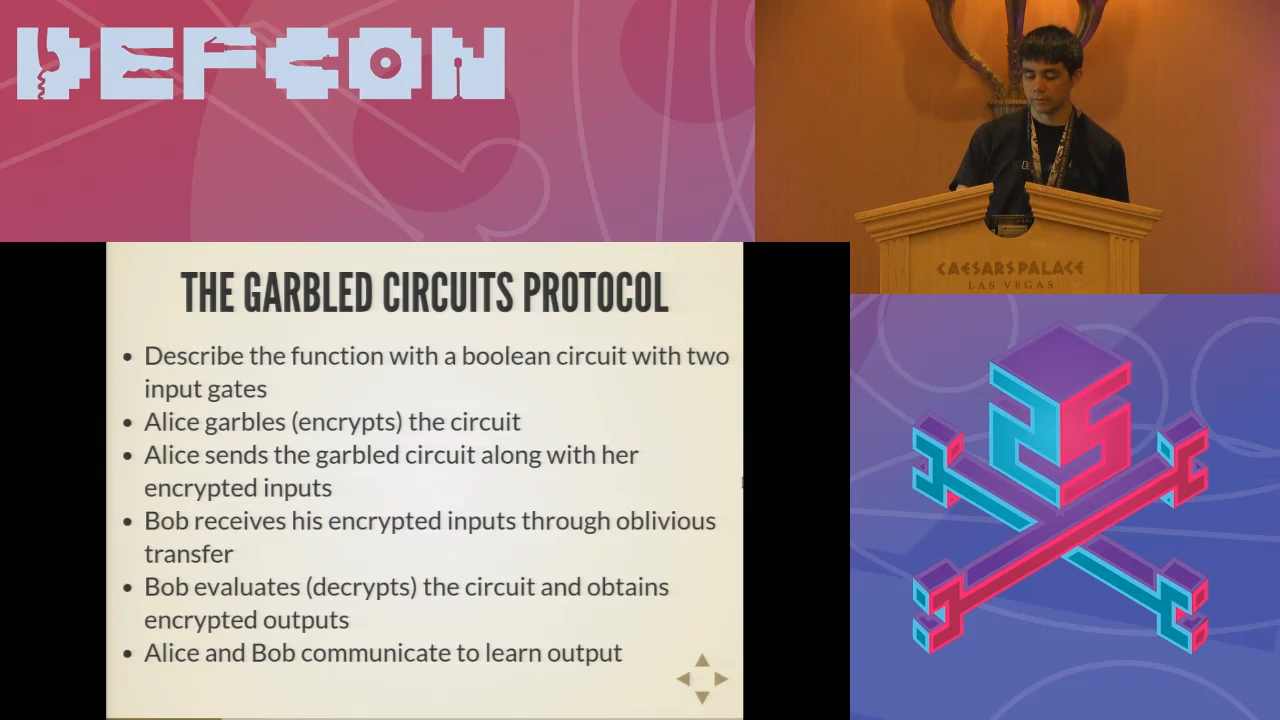 DEFCON
CAESARS PALACE
LAS VEGAS
THE GARBLED CIRCUITS PROTOCOL
• Describe the function with a boolean circuit with two
input gates
• Alice garbles (encrypts) the circuit
• Alice sends the garbled circuit along with her
encrypted inputs
• Bob receives his encrypted inputs through oblivious
transfer
• Bob evaluates (decrypts) the circuit and obtains
encrypted outputs
• Alice and Bob communicate to learn output
25